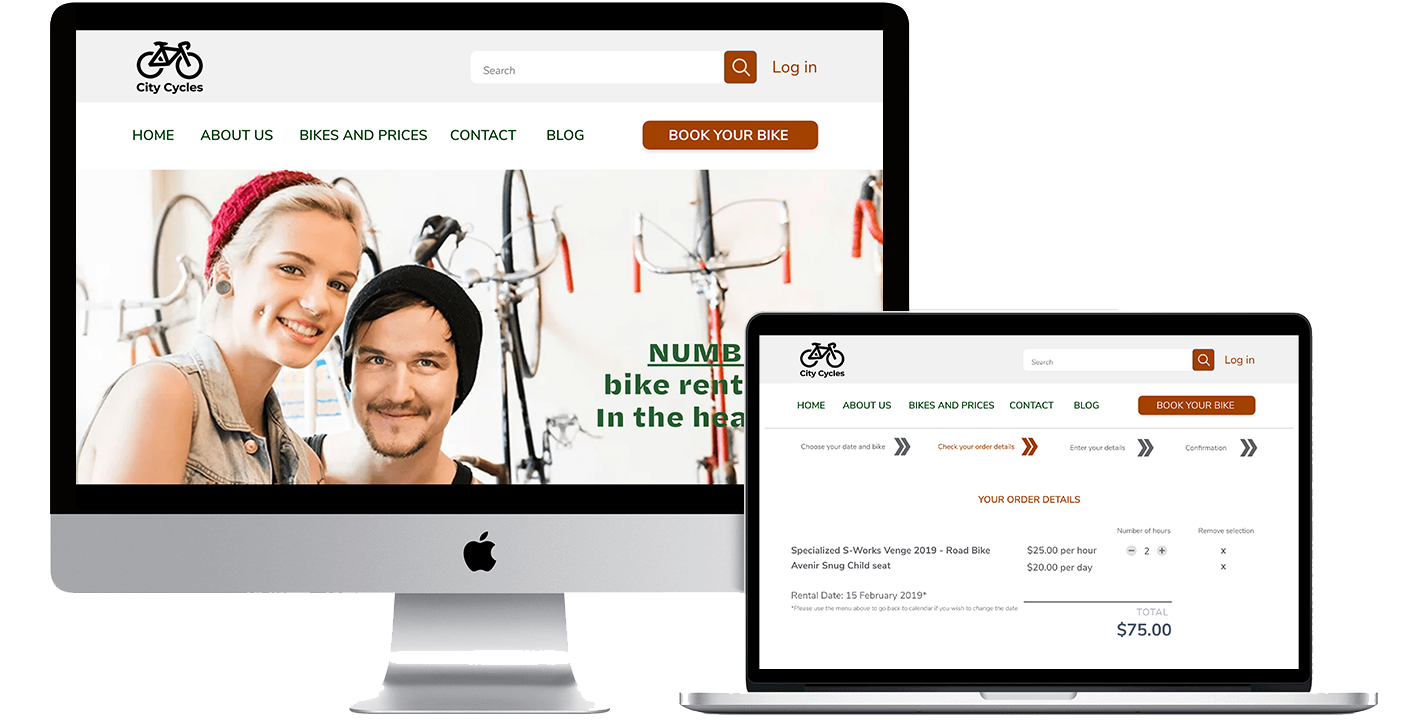 City Cycles
Search
Log in
HOME ABOUT US BIKES AND PRICES CONTACT BLOG BOOK YOUR BIKE
NUMB
bike rent
In the hea
City Cycles
Search
Log in
HOME ABOUT US BIKES AND PRICES CONTACT BLOG BOOK YOUR BIKE
Choose your date and bike Check your order details Enter your details Confirmation
YOUR ORDER DETAILS
Number of hours Remove selection
Specialized S-Works Venge 2019 - Road Bike $25.00 per hour − 2 + x
Avenir Snug Child seat $20.00 per day x
Rental Date: 15 February 2019*
*Please use the menu above to go back to calendar if you wish to change the date
TOTAL
$75.00